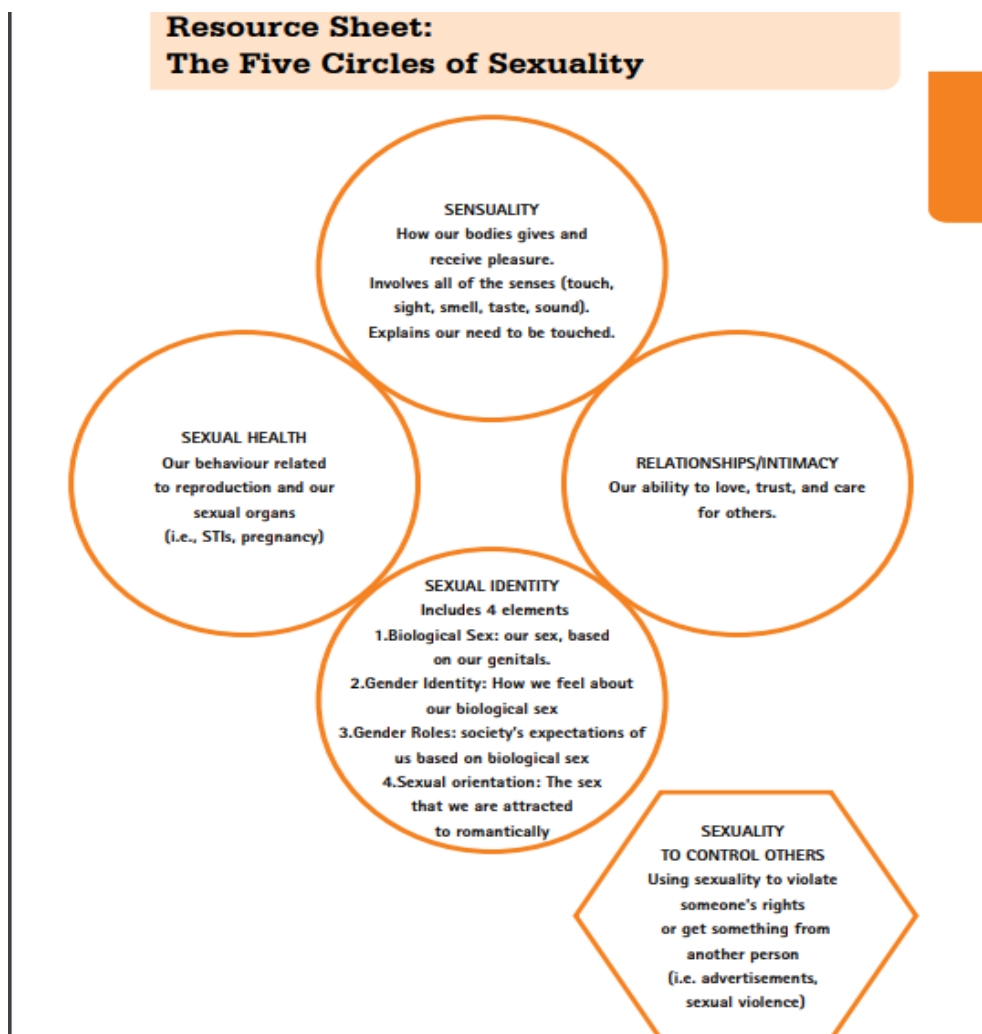 Resource Sheet:
The Five Circles of Sexuality
SENSUALITY
How our bodies gives and
receive pleasure.
Involves all of the senses (touch,
sight, smell, taste, sound).
Explains our need to be touched.
SEXUAL HEALTH
Our behaviour related
to reproduction and our
sexual organs
(i.e., STIs, pregnancy)
RELATIONSHIPS/INTIMACY
Our ability to love, trust, and care
for others.
SEXUAL IDENTITY
Includes 4 elements
1.Biological Sex: our sex, based
on our genitals.
2.Gender Identity: How we feel about
our biological sex
3.Gender Roles: society's expectations of
us based on biological sex
4.Sexual orientation: The sex
that we are attracted
to romantically
SEXUALITY
TO CONTROL OTHERS
Using sexuality to violate
someone's rights
or get something from
another person
(i.e. advertisements,
sexual violence)